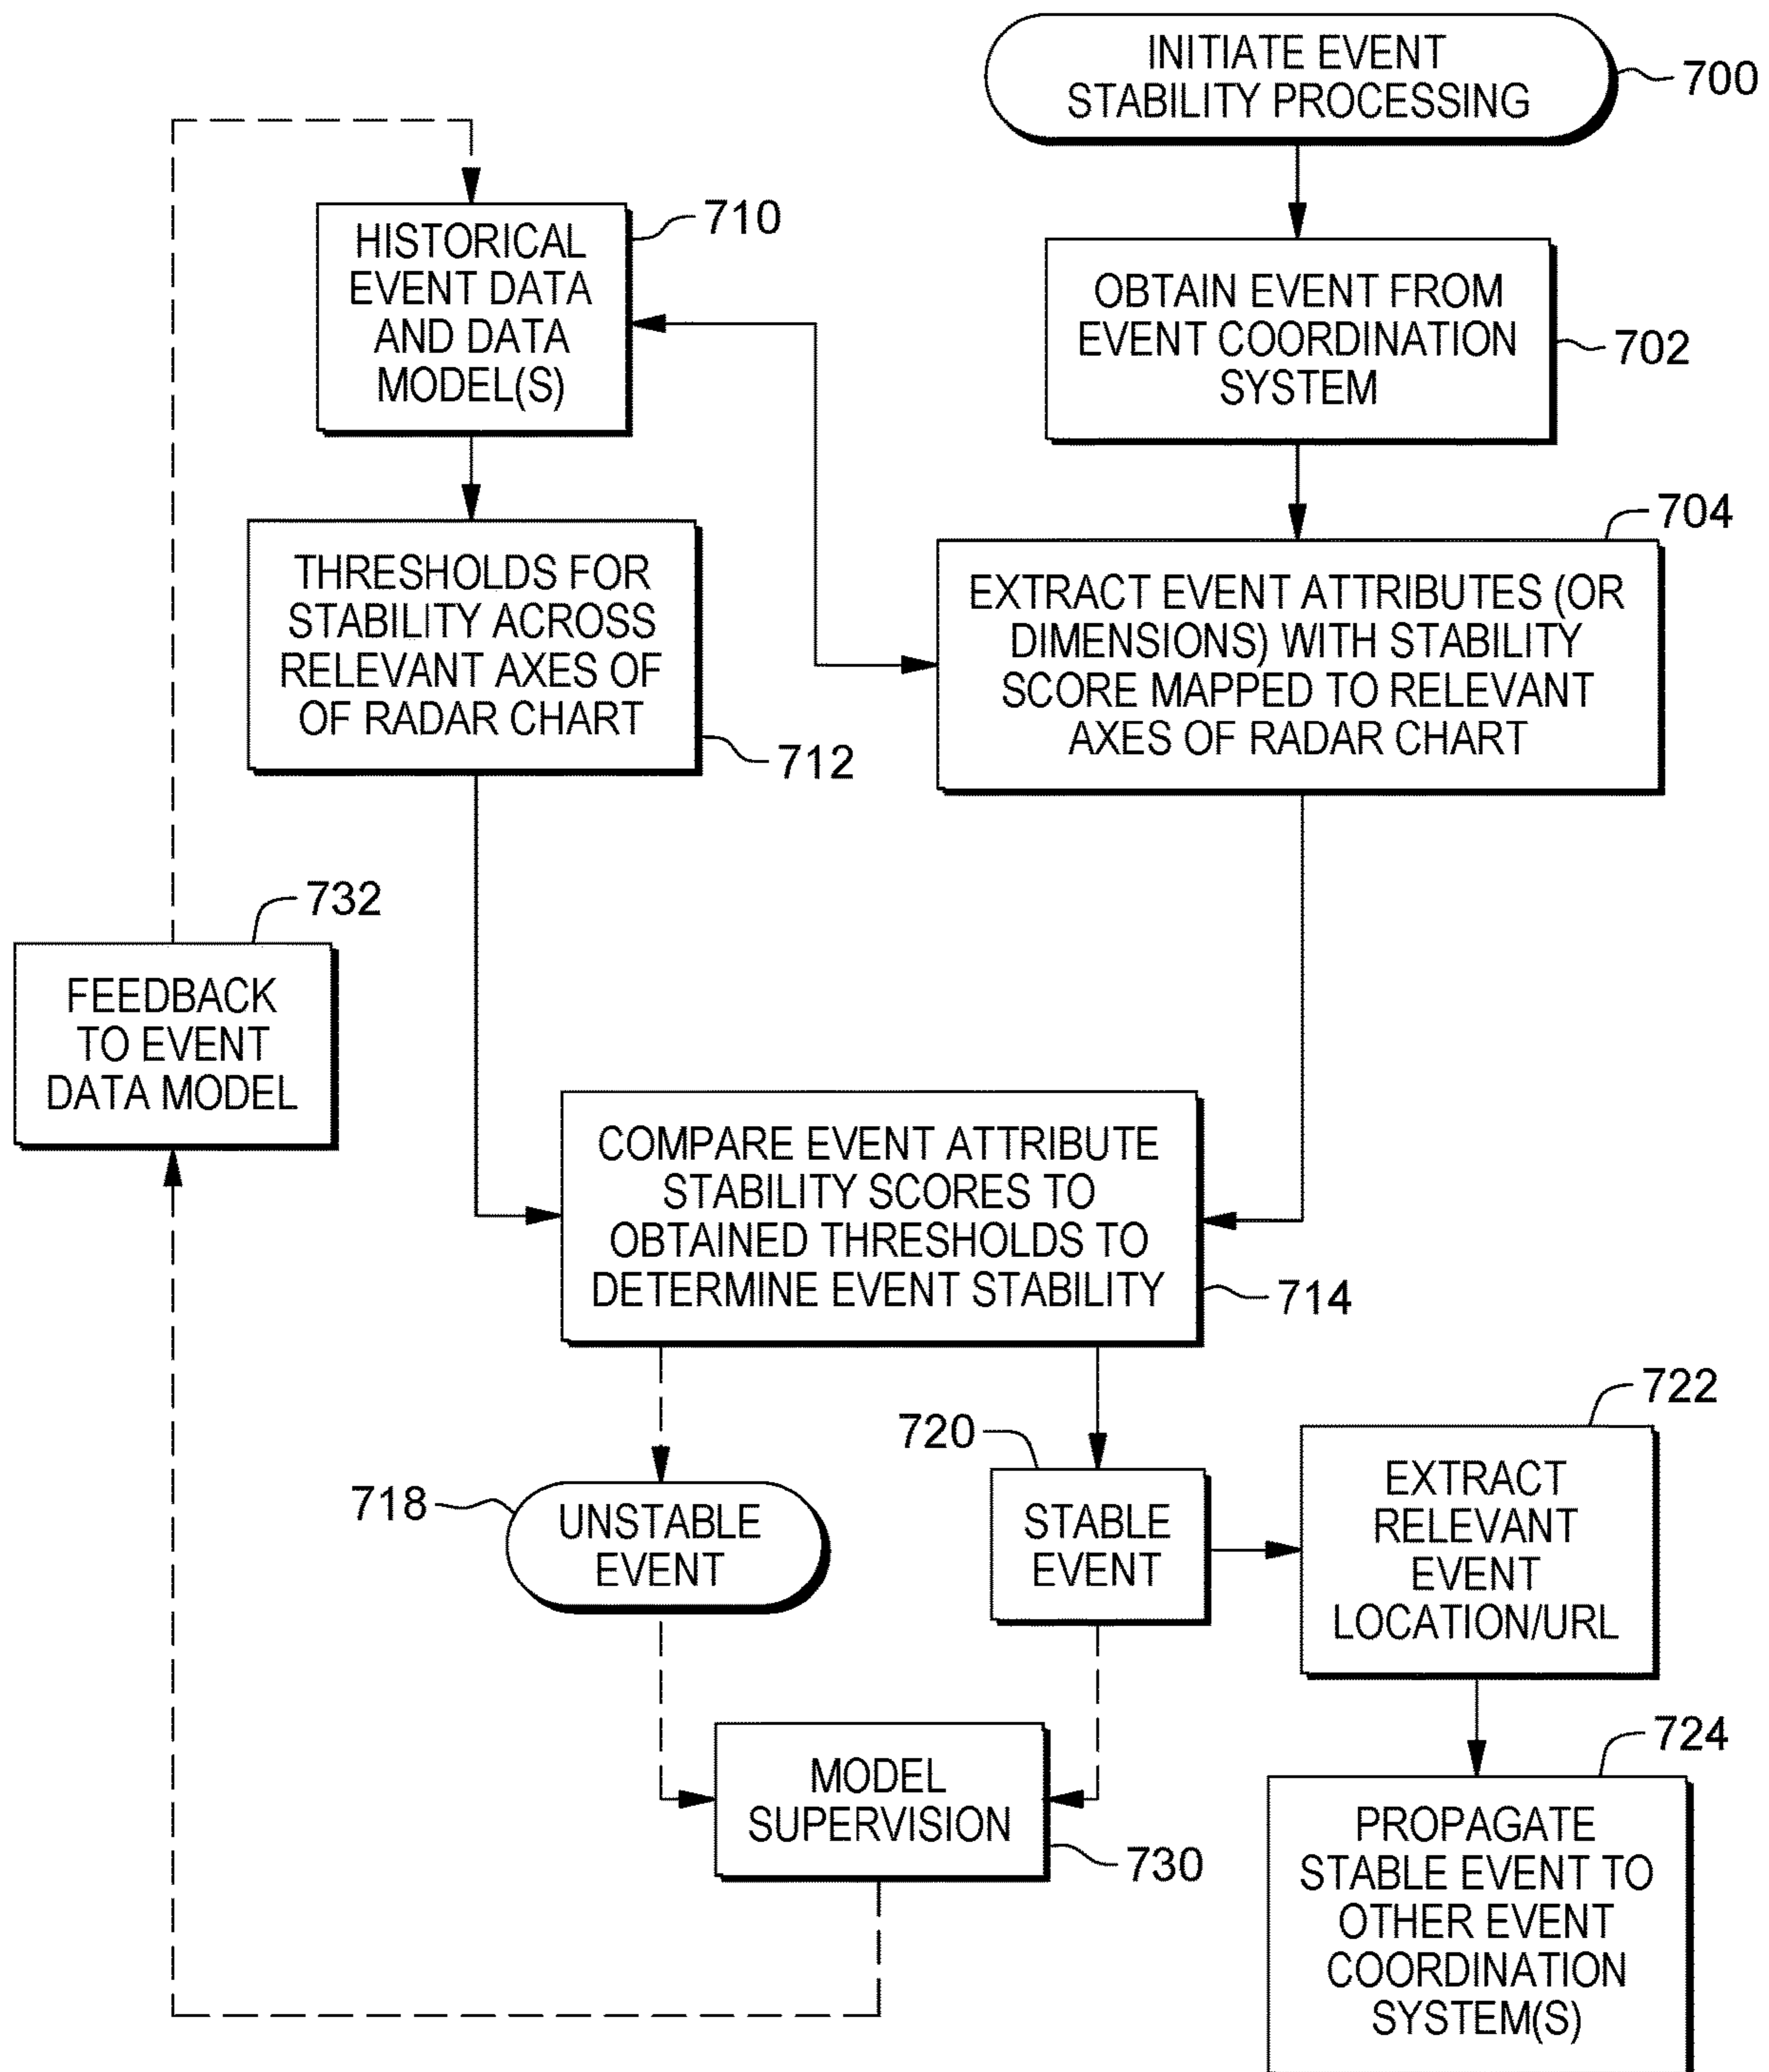 INITIATE EVENT
STABILITY PROCESSING
700
OBTAIN EVENT FROM
EVENT COORDINATION
SYSTEM
702
HISTORICAL
EVENT DATA
AND DATA
MODEL(S)
710
EXTRACT EVENT ATTRIBUTES (OR
DIMENSIONS) WITH STABILITY
SCORE MAPPED TO RELEVANT
AXES OF RADAR CHART
704
THRESHOLDS FOR
STABILITY ACROSS
RELEVANT AXES OF
OF RADAR CHART
712
732
FEEDBACK
TO EVENT
DATA MODEL
COMPARE EVENT ATTRIBUTE
STABILITY SCORES TO
OBTAINED THRESHOLDS TO
DETERMINE EVENT STABILITY
714
718
UNSTABLE
EVENT
720
STABLE
EVENT
722
EXTRACT
RELEVANT
EVENT
LOCATION/URL
MODEL
SUPERVISION
730
724
PROPAGATE
STABLE EVENT TO
OTHER EVENT
COORDINATION
SYSTEM(S)